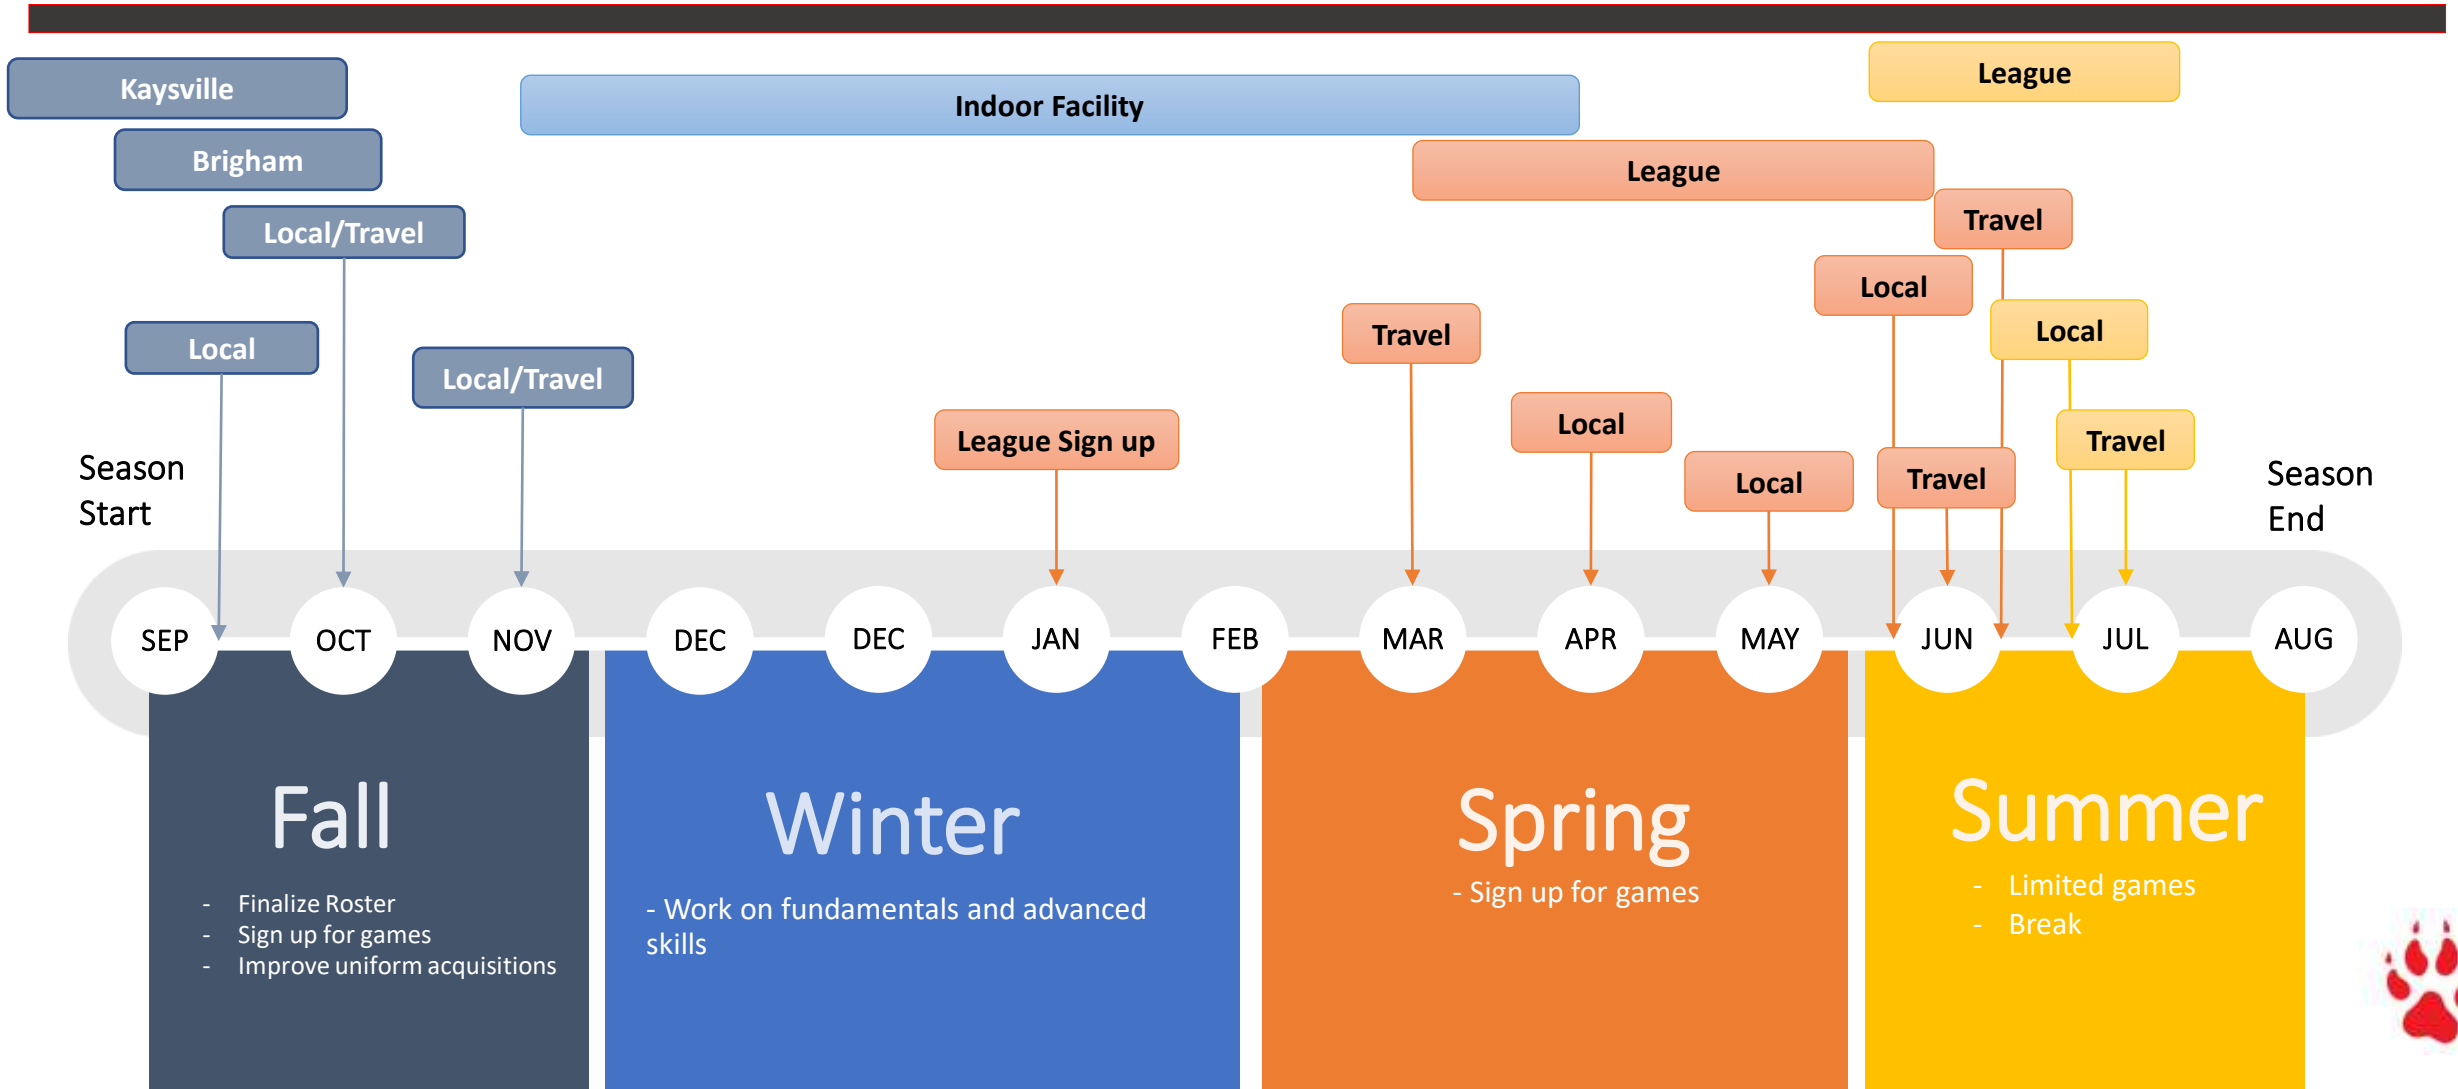 Kaysville
Indoor Facility
League
Brigham
League
Local/Travel
Travel
Local
Local
Travel
Local
Local/Travel
Local
League Sign up
Travel
Local
Travel
Season
Start
Season
End
SEP
OCT
NOV
DEC
DEC
JAN
FEB
MAR
APR
MAY
JUN
JUL
AUG
Fall
- Finalize Roster
- Sign up for games
- Improve uniform acquisitions
Winter
- Work on fundamentals and advanced
skills
Spring
- Sign up for games
Summer
- Limited games
- Break